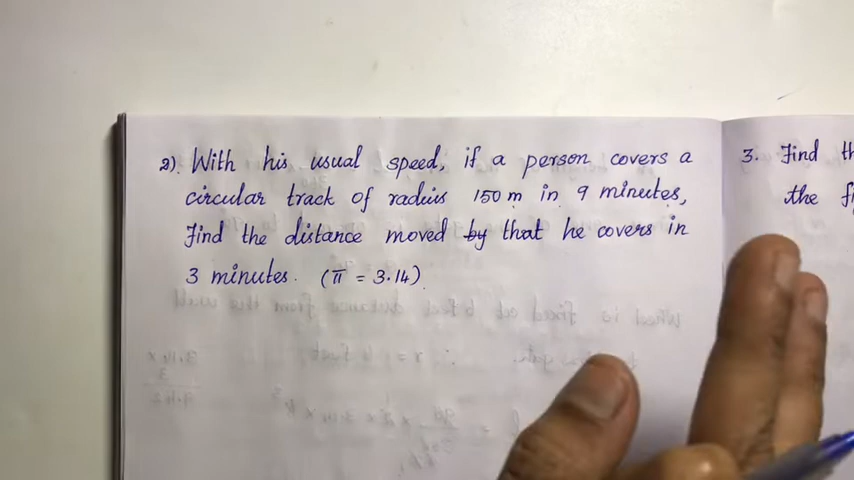 2). With his usual speed, if a person covers a
circular track of radius 150 m in 9 minutes,
Find the distance moved by that he covers in
3 minutes. (π = 3.14).
3. Find
the